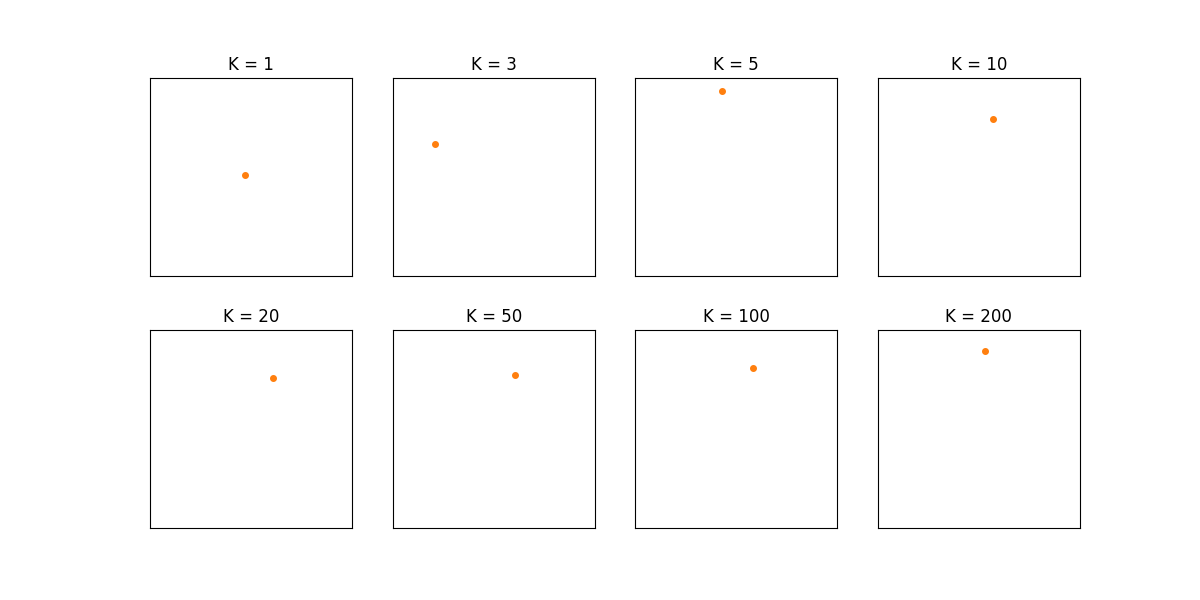 K = 1
K = 3
K = 5
K = 10
K = 20
K = 50
K = 100
K = 200